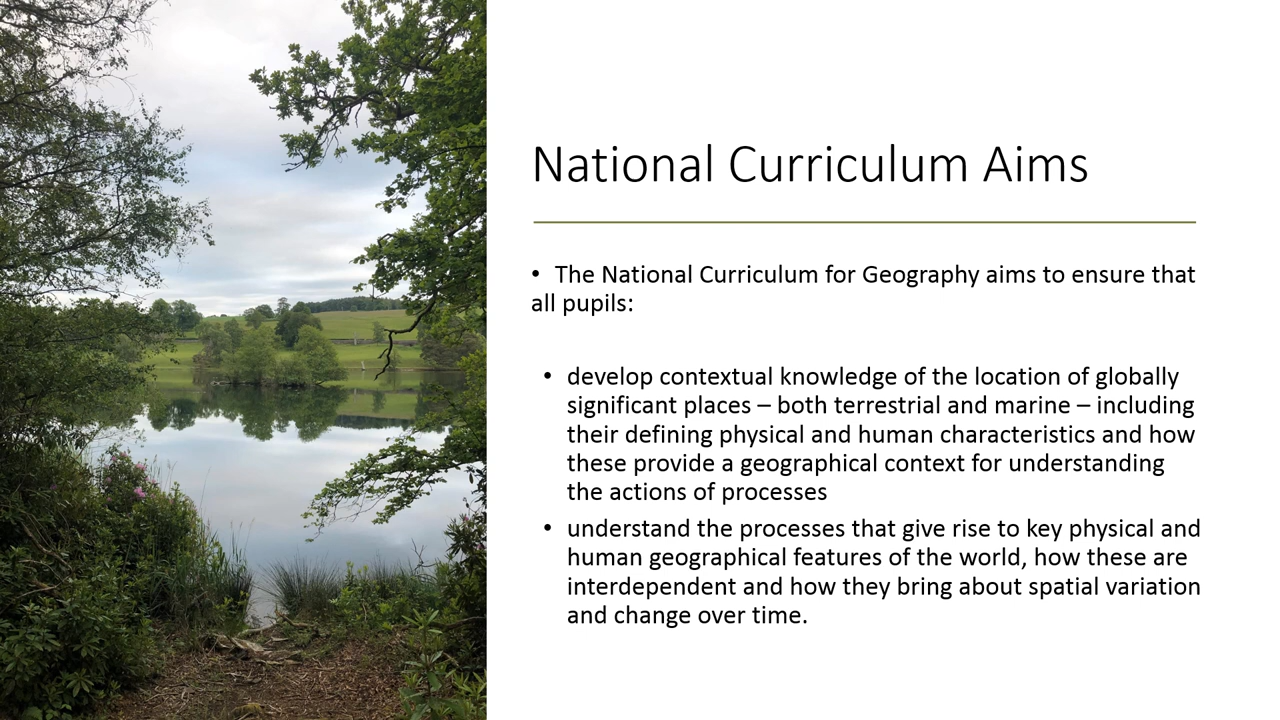 National Curriculum Aims
• The National Curriculum for Geography aims to ensure that
all pupils:
• develop contextual knowledge of the location of globally
significant places – both terrestrial and marine – including
their defining physical and human characteristics and how
these provide a geographical context for understanding
the actions of processes
• understand the processes that give rise to key physical and
human geographical features of the world, how these are
interdependent and how they bring about spatial variation
and change over time.